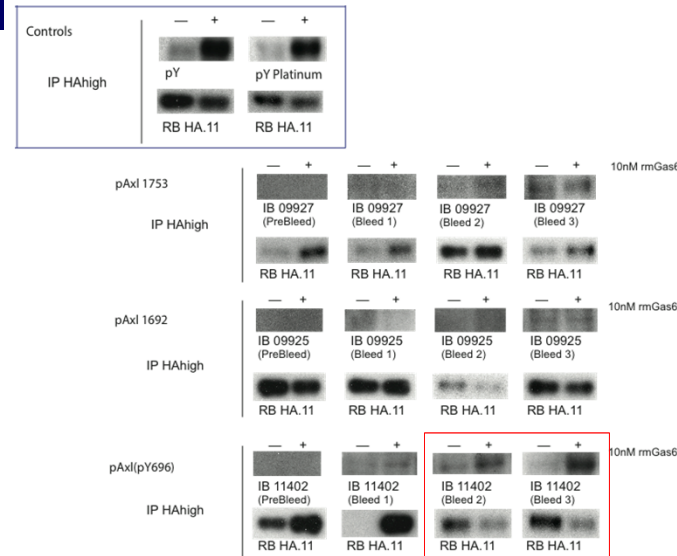 — + — +
Controls
pY pY Platinum
IP HAhigh
RB HA.11 RB HA.11
— + — + — + — + 10nM rmGas6
pAxl 1753
IB 09927 IB 09927 IB 09927 IB 09927
(PreBleed) (Bleed 1) (Bleed 2) (Bleed 3)
IP HAhigh
RB HA.11 RB HA.11 RB HA.11 RB HA.11
— + — + — + — + 10nM rmGas6
pAxl 1692
IB 09925 IB 09925 IB 09925 IB 09925
(PreBleed) (Bleed 1) (Bleed 2) (Bleed 3)
IP HAhigh
RB HA.11 RB HA.11 RB HA.11 RB HA.11
— + — + — + — + 10nM rmGas6
pAxl(pY696)
IB 11402 IB 11402 IB 11402 IB 11402
(PreBleed) (Bleed 1) (Bleed 2) (Bleed 3)
IP HAhigh
RB HA.11 RB HA.11 RB HA.11 RB HA.11